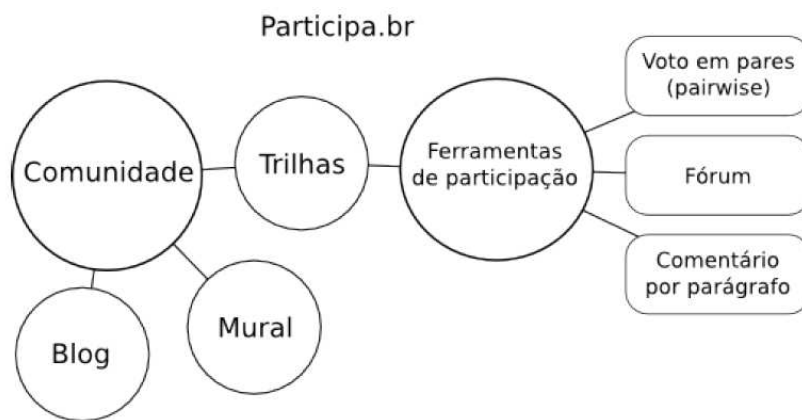 Participa.br
Comunidade
Trilhas
Ferramentas
de participação
Voto em pares
(pairwise)
Fórum
Comentário
por parágrafo
Blog
Mural